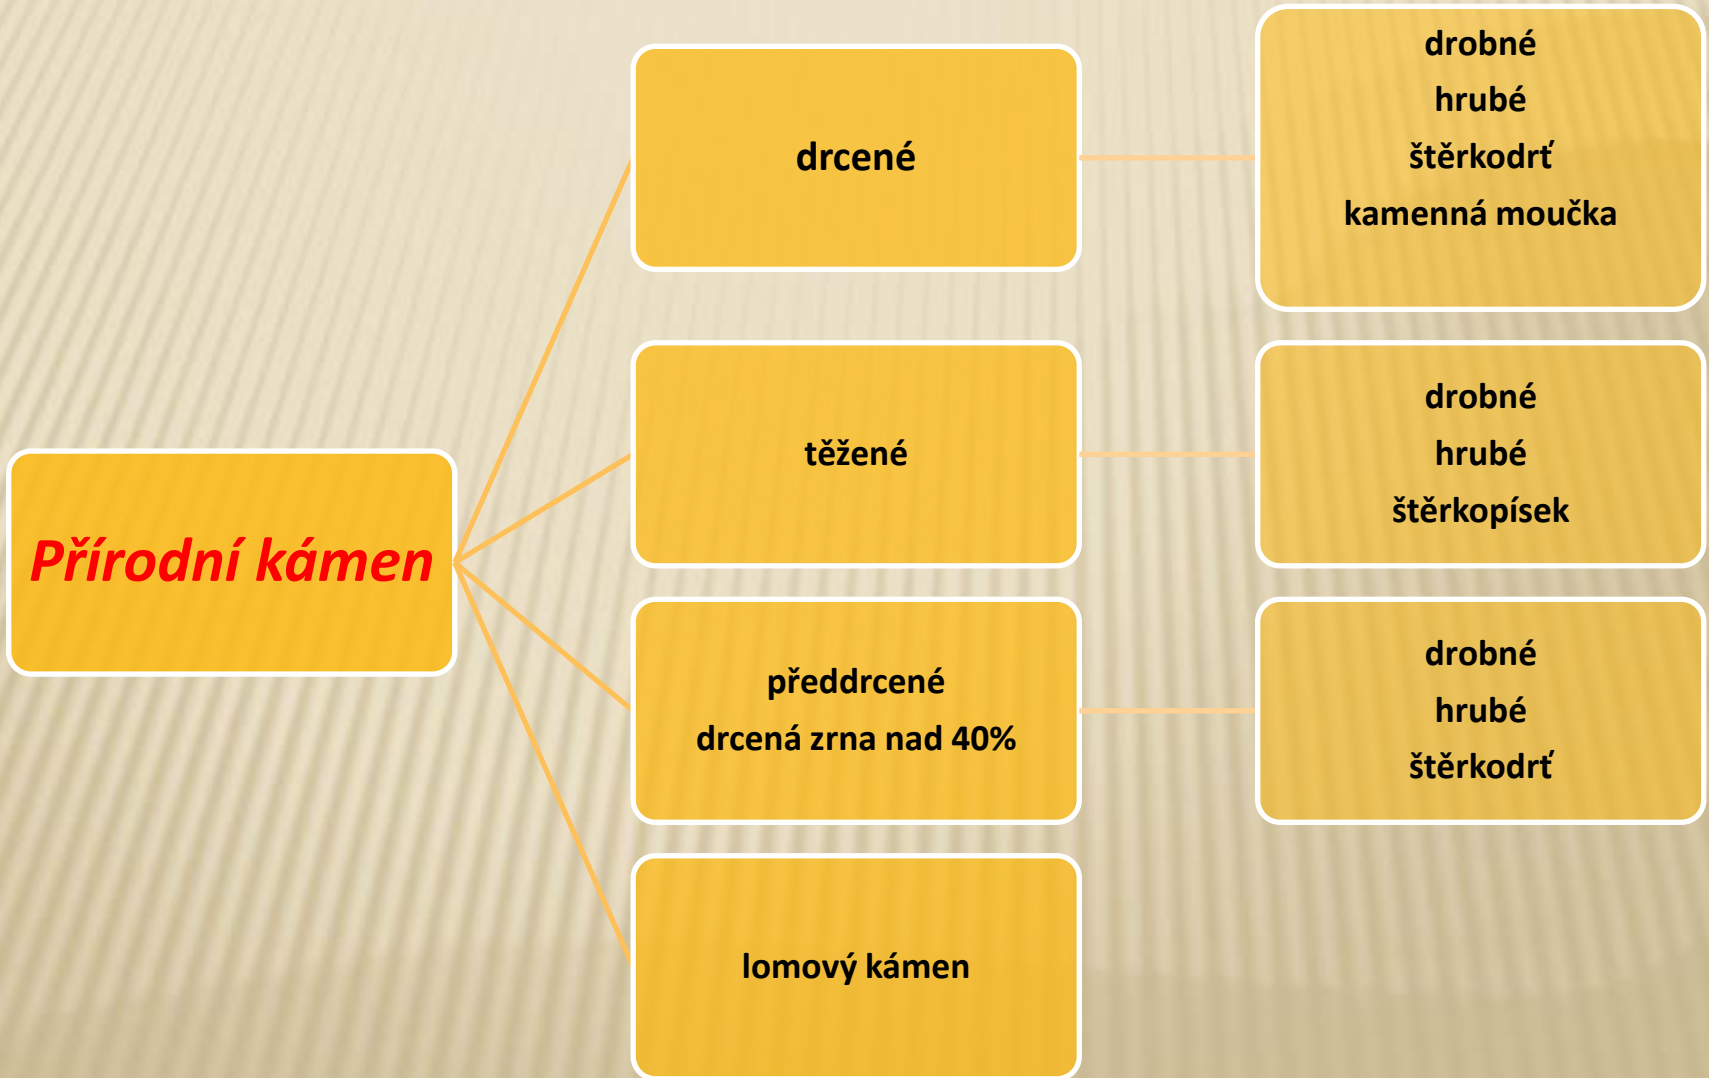 Přírodní kámen
drcené
drobné
hrubé
štěrkodrť
kamenná moučka
těžené
drobné
hrubé
štěrkopísek
předdrcené
drcená zrna nad 40%
drobné
hrubé
štěrkodrť
lomový kámen